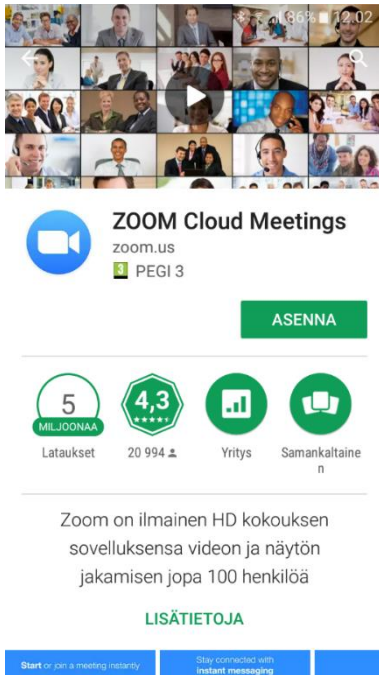 86% 12.02
ZOOM Cloud Meetings
zoom.us
3 PEGI 3
ASENNA
5
MILJOONAA
4,3
Lataukset
20 994
Yritys
Samankaltaine
n
Zoom on ilmainen HD kokouksen
sovelluksensa videon ja näytön
jakamisen jopa 100 henkilöä
LISÄTIETOJA
Start or join a meeting instantly
Stay connected with
instant messaging